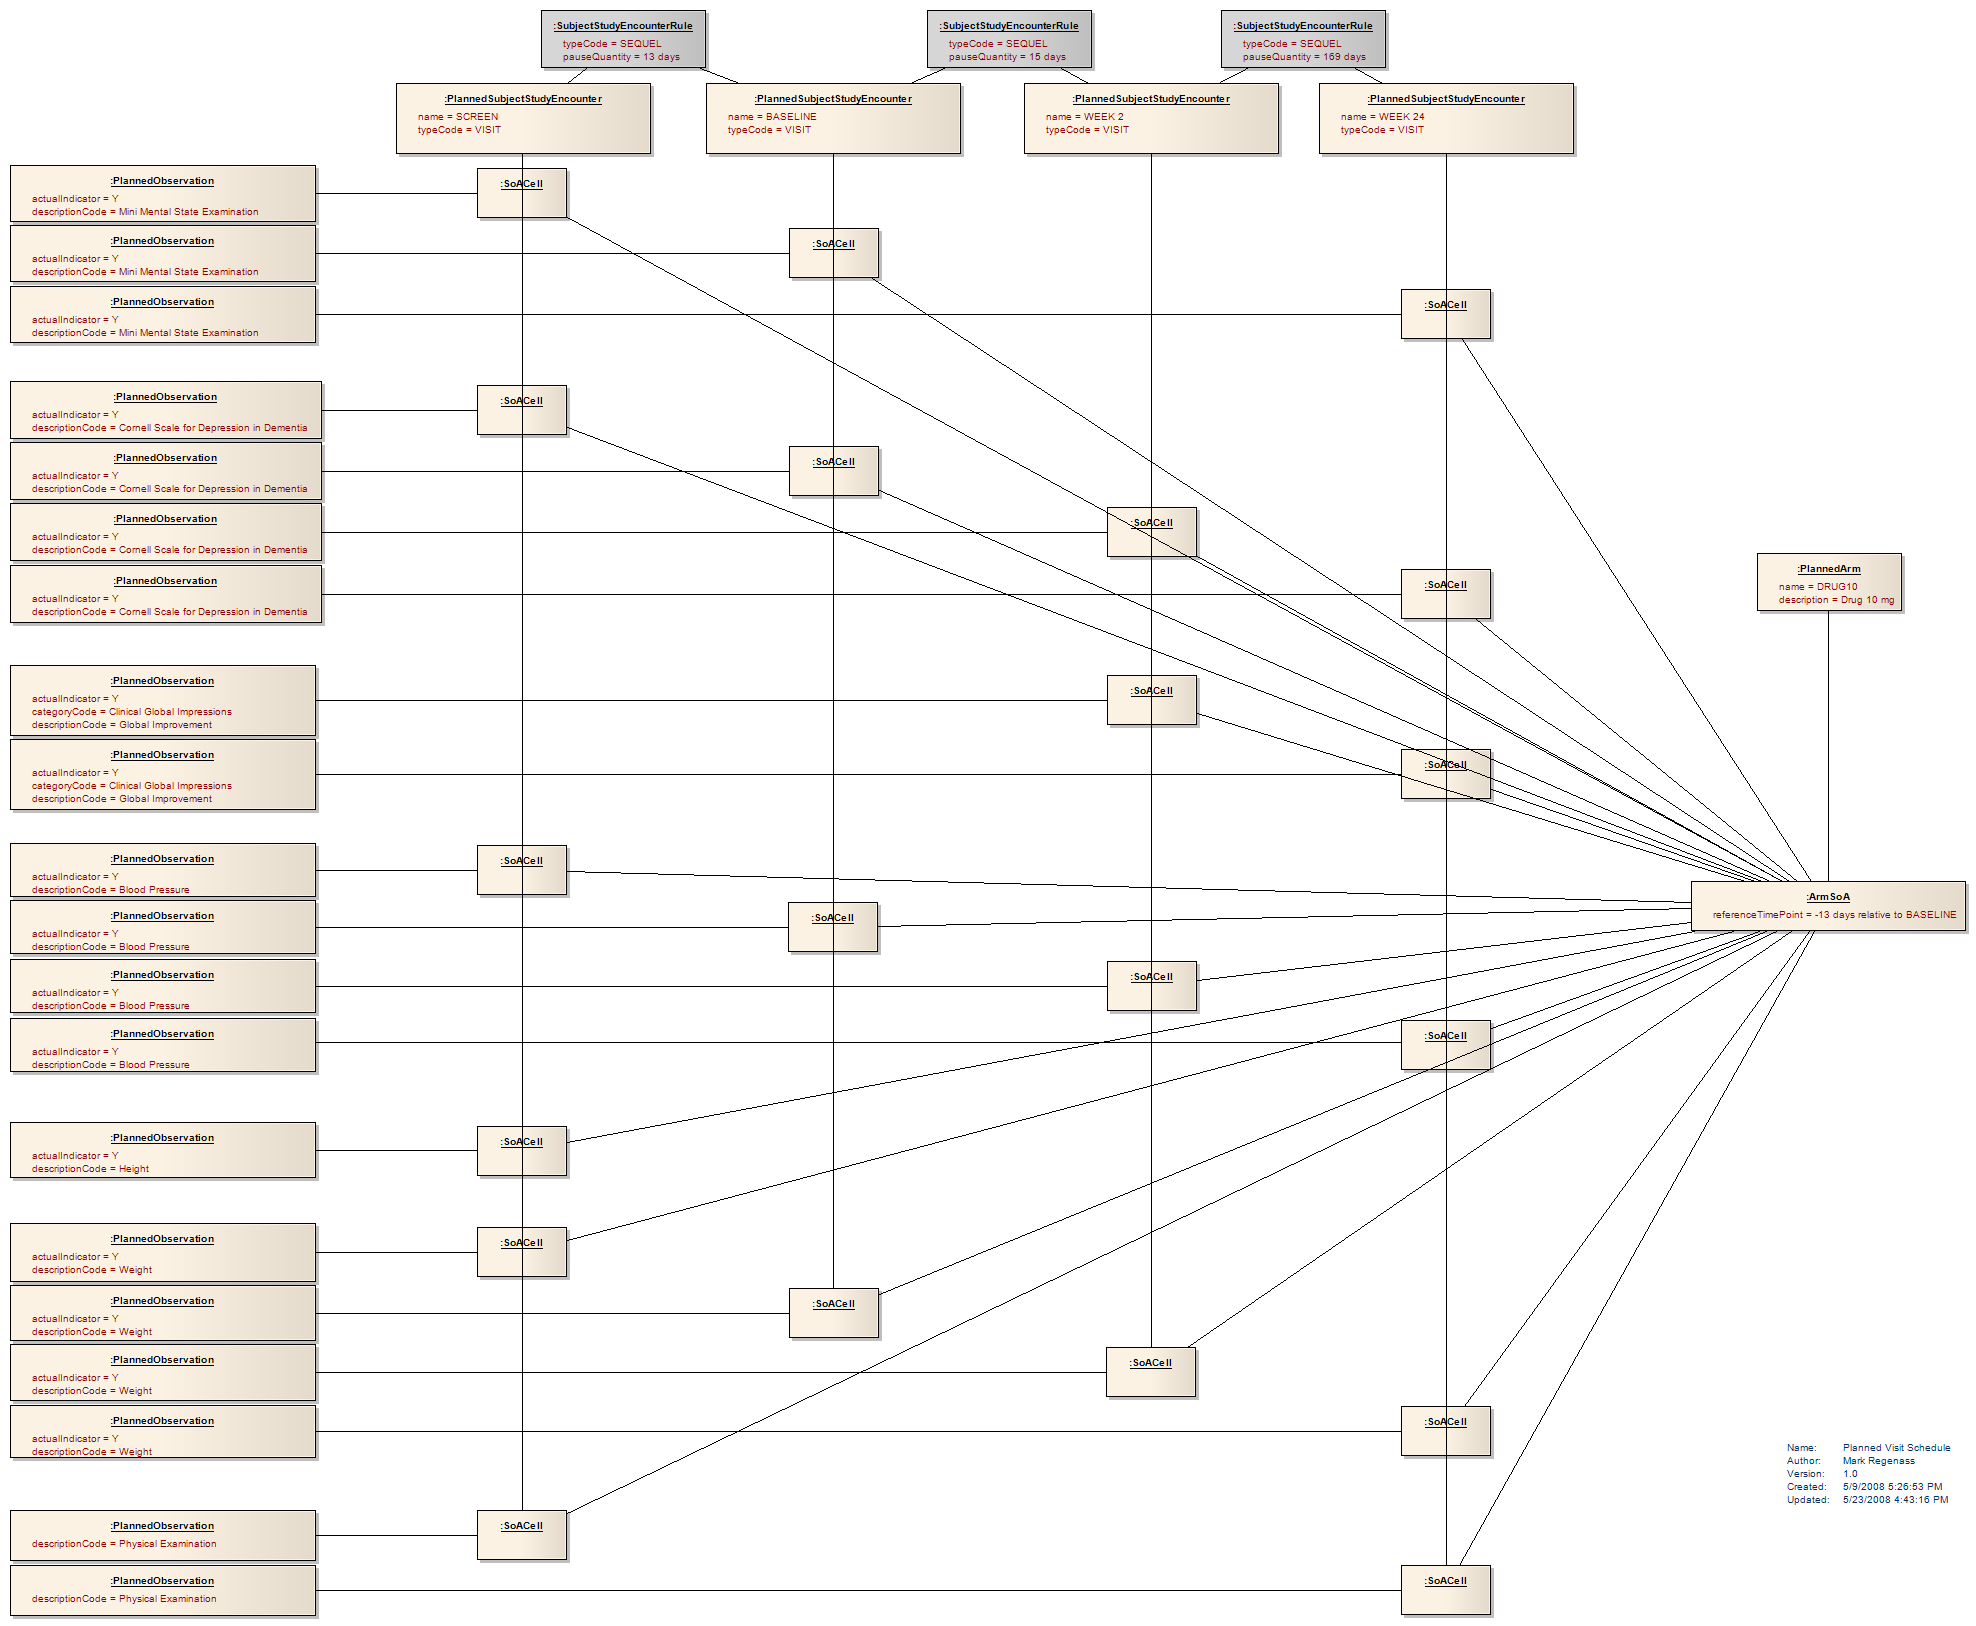 :SubjectStudyEncounterRule
typeCode = SEQUEL
pauseQuantity = 13 days
:SubjectStudyEncounterRule
typeCode = SEQUEL
pauseQuantity = 15 days
:SubjectStudyEncounterRule
typeCode = SEQUEL
pauseQuantity = 169 days
:PlannedSubjectStudyEncounter
name = SCREEN
typeCode = VISIT
:PlannedSubjectStudyEncounter
name = BASELINE
typeCode = VISIT
:PlannedSubjectStudyEncounter
name = WEEK 2
typeCode = VISIT
:PlannedSubjectStudyEncounter
name = WEEK 24
typeCode = VISIT
:PlannedObservation
actualIndicator = Y
descriptionCode = Mini Mental State Examination
:SoACell
:PlannedObservation
actualIndicator = Y
descriptionCode = Mini Mental State Examination
:SoACell
:PlannedObservation
actualIndicator = Y
descriptionCode = Mini Mental State Examination
:SoACell
:PlannedObservation
actualIndicator = Y
descriptionCode = Cornell Scale for Depression in Dementia
:SoACell
:PlannedObservation
actualIndicator = Y
descriptionCode = Cornell Scale for Depression in Dementia
:SoACell
:PlannedObservation
actualIndicator = Y
descriptionCode = Cornell Scale for Depression in Dementia
:SoACell
:PlannedObservation
actualIndicator = Y
descriptionCode = Cornell Scale for Depression in Dementia
:SoACell
:PlannedArm
name = DRUG10
description = Drug 10 mg
:PlannedObservation
actualIndicator = Y
categoryCode = Clinical Global Impressions
descriptionCode = Global Improvement
:SoACell
:PlannedObservation
actualIndicator = Y
categoryCode = Clinical Global Impressions
descriptionCode = Global Improvement
:SoACell
:PlannedObservation
actualIndicator = Y
descriptionCode = Blood Pressure
:SoACell
:ArmSoA
referenceTimePoint = -13 days relative to BASELINE
:PlannedObservation
actualIndicator = Y
descriptionCode = Blood Pressure
:SoACell
:PlannedObservation
actualIndicator = Y
descriptionCode = Blood Pressure
:SoACell
:PlannedObservation
actualIndicator = Y
descriptionCode = Blood Pressure
:SoACell
:PlannedObservation
actualIndicator = Y
descriptionCode = Height
:SoACell
:PlannedObservation
actualIndicator = Y
descriptionCode = Weight
:SoACell
:PlannedObservation
actualIndicator = Y
descriptionCode = Weight
:SoACell
:PlannedObservation
actualIndicator = Y
descriptionCode = Weight
:SoACell
:PlannedObservation
actualIndicator = Y
descriptionCode = Weight
:SoACell
Name: Planned Visit Schedule
Author: Mark Regenass
Version: 1.0
Created: 5/9/2008 5:26:53 PM
Updated: 5/23/2008 4:43:16 PM
:PlannedObservation
descriptionCode = Physical Examination
:SoACell
:PlannedObservation
descriptionCode = Physical Examination
:SoACell